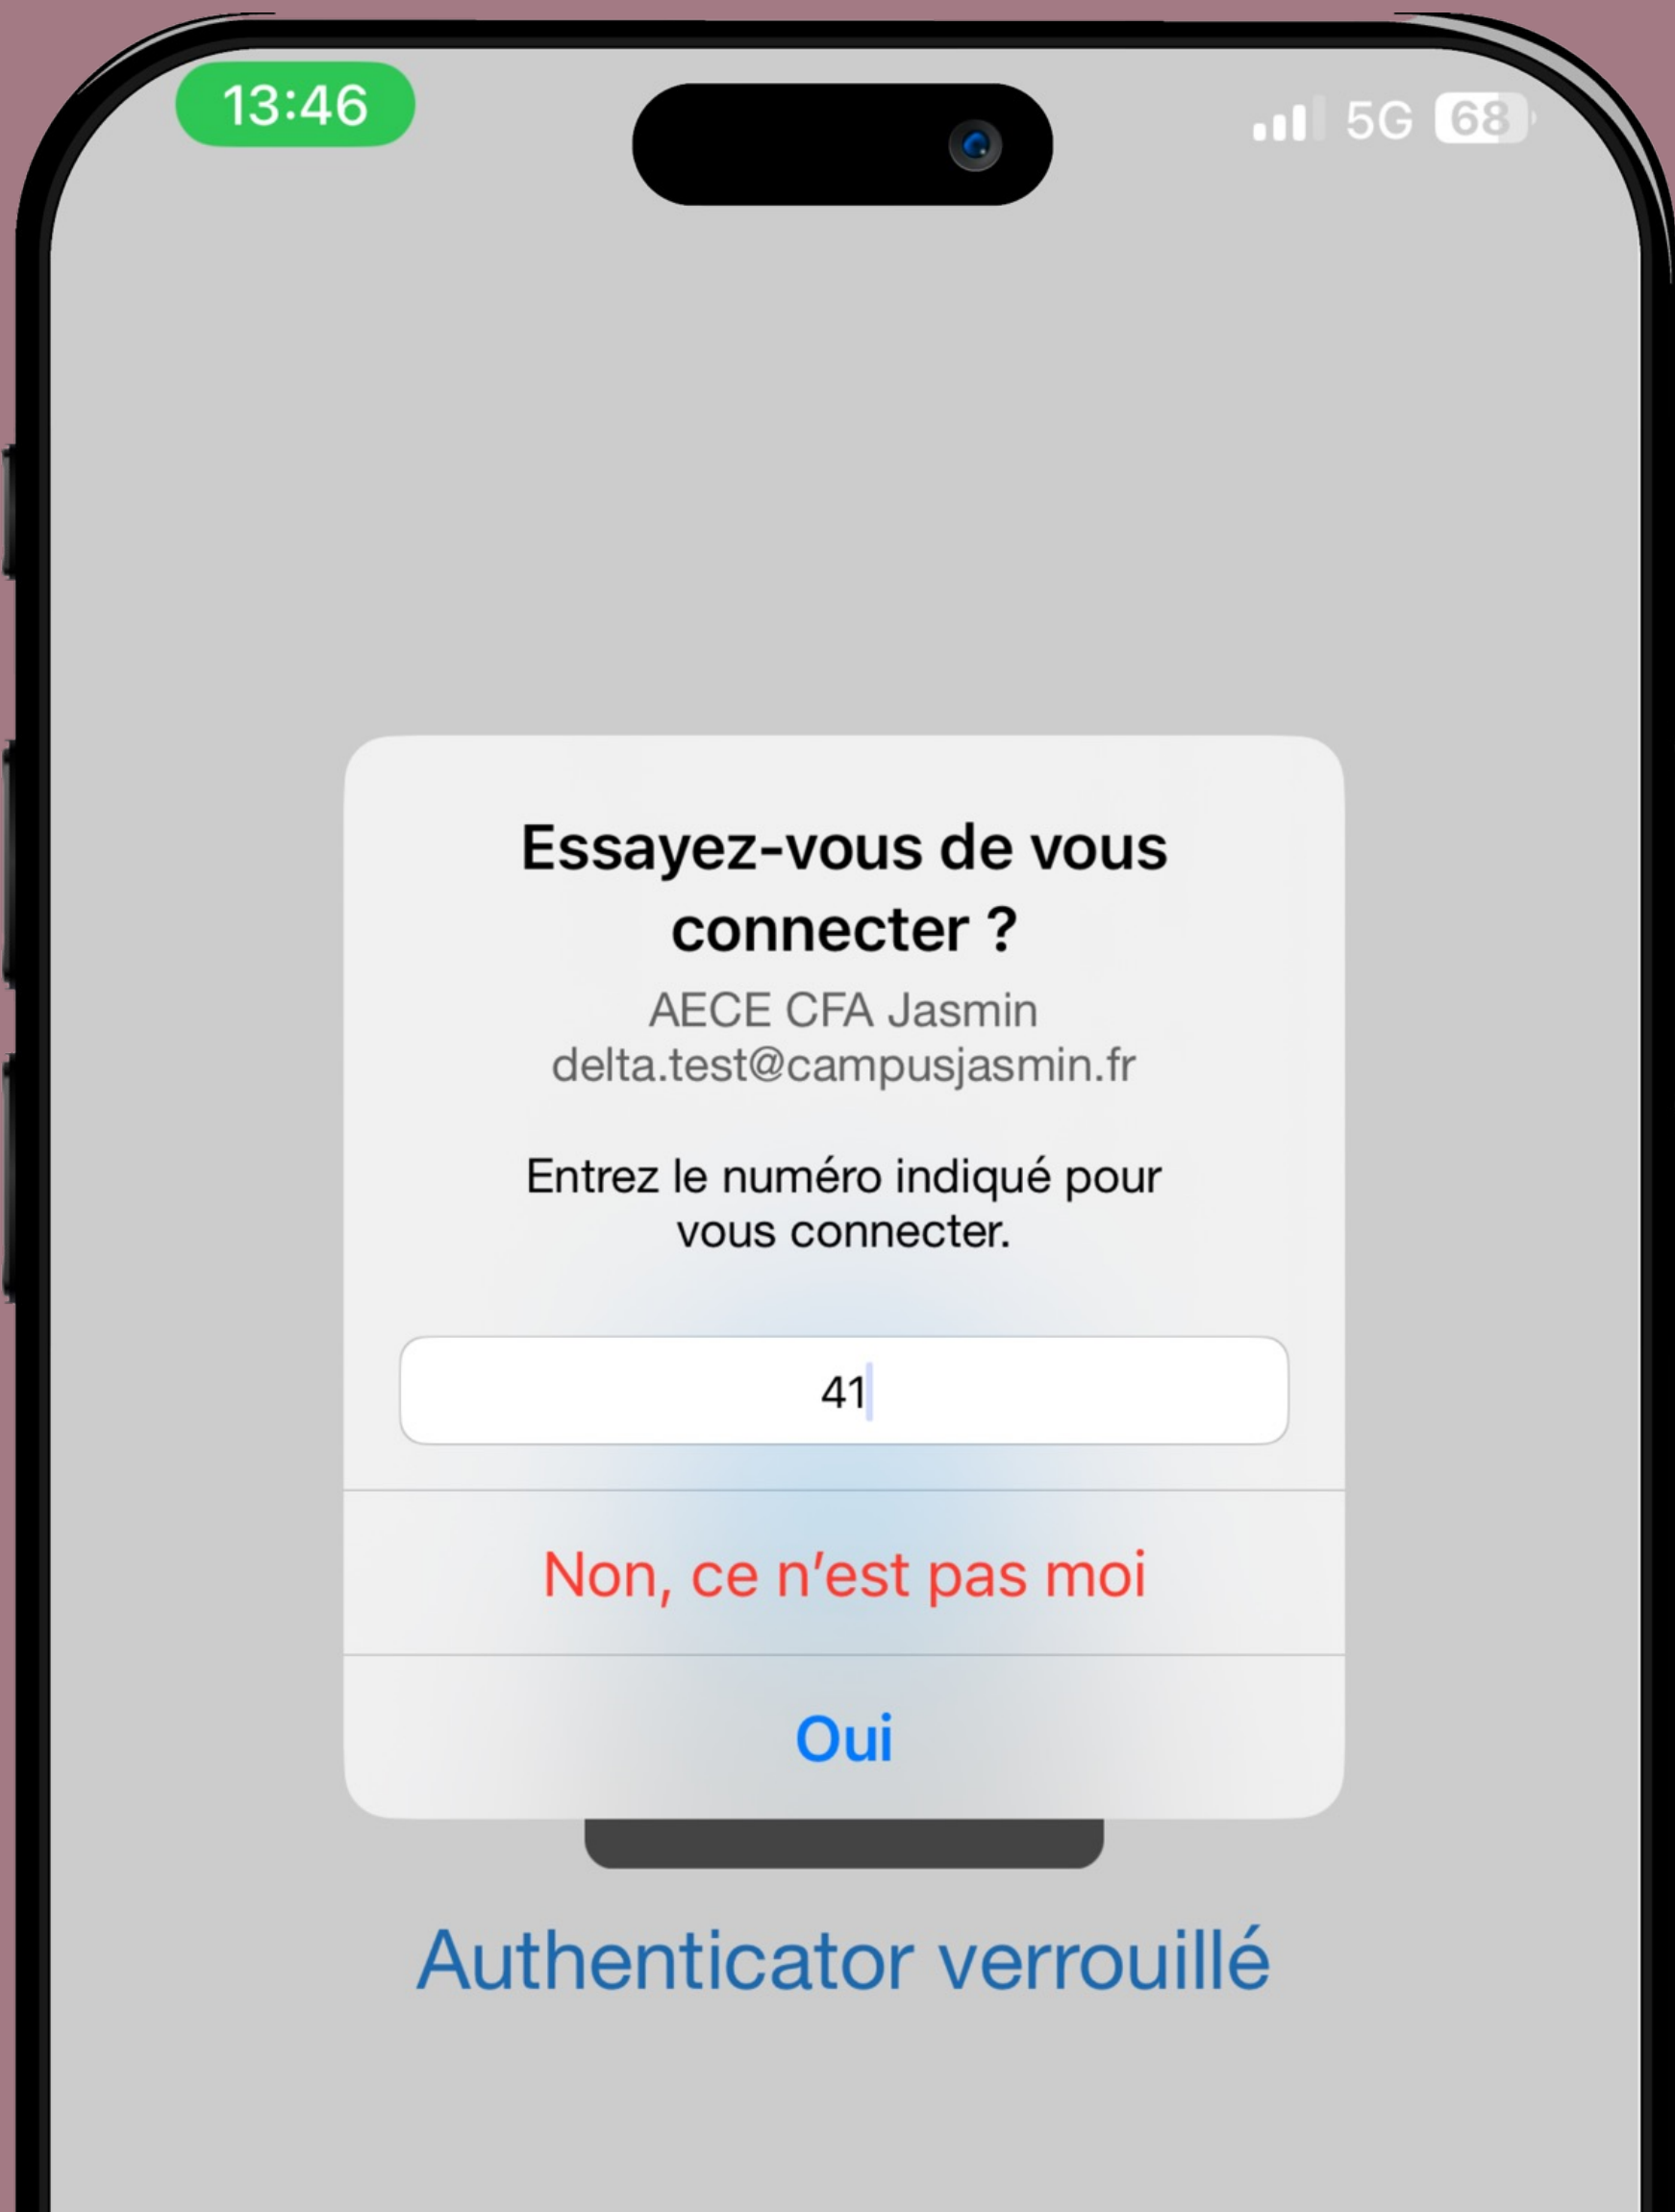 13:46
5G 68
Essayez-vous de vous
connecter ?
AECE CFA Jasmin
delta.test@campusjasmin.fr
Entrez le numéro indiqué pour
vous connecter.
41
Non, ce n’est pas moi
Oui
Authenticator verrouillé